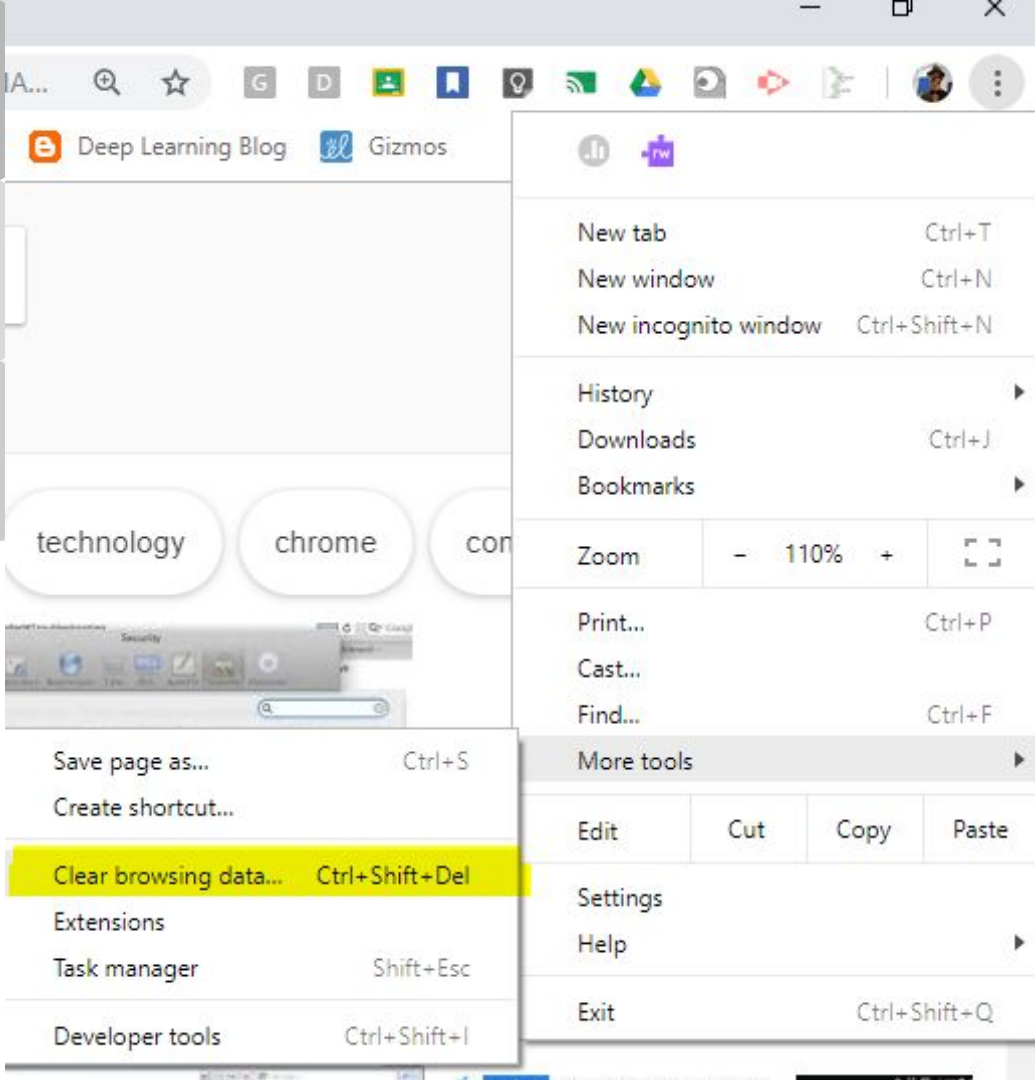 IA...
G D
rw
Deep Learning Blog Gizmos
New tab Ctrl+T
New window Ctrl+N
New incognito window Ctrl+Shift+N
History
Downloads Ctrl+J
Bookmarks
technology chrome con
Zoom - 110% +
Print... Ctrl+P
Cast...
Find... Ctrl+F
More tools
Security
Save page as... Ctrl+S
Create shortcut...
Edit Cut Copy Paste
Clear browsing data... Ctrl+Shift+Del
Extensions
Task manager Shift+Esc
Developer tools Ctrl+Shift+I
Settings
Help
Exit Ctrl+Shift+Q